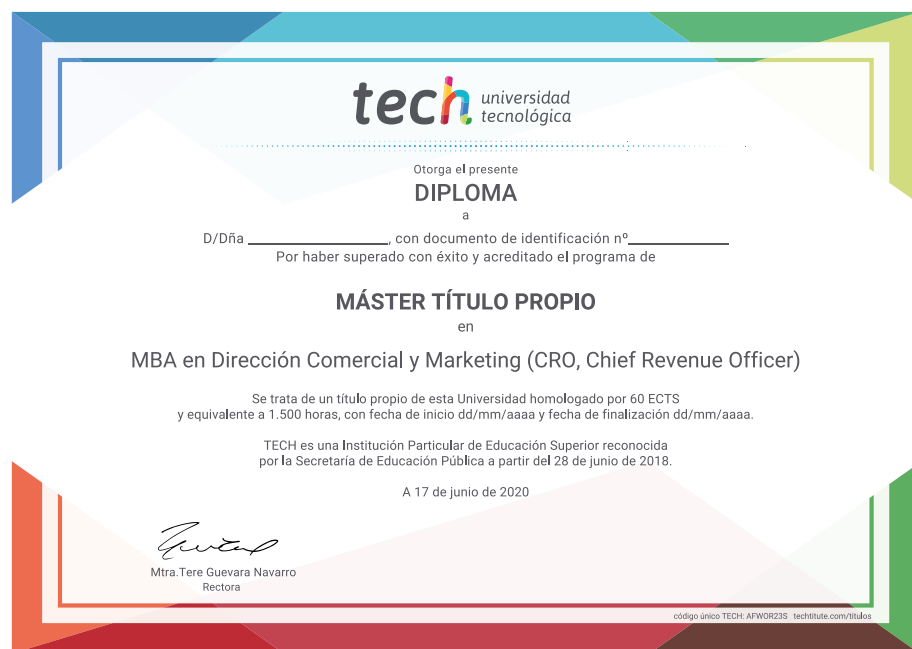 tech universidad
tecnológica
Otorga el presente
DIPLOMA
a
D/Dña ____________________, con documento de identificación nº______________
Por haber superado con éxito y acreditado el programa de
MÁSTER TÍTULO PROPIO
en
MBA en Dirección Comercial y Marketing (CRO, Chief Revenue Officer)
Se trata de un título propio de esta Universidad homologado por 60 ECTS
y equivalente a 1.500 horas, con fecha de inicio dd/mm/aaaa y fecha de finalización dd/mm/aaaa.
TECH es una Institución Particular de Educación Superior reconocida
por la Secretaría de Educación Pública a partir del 28 de junio de 2018.
A 17 de junio de 2020
Mtra.Tere Guevara Navarro
Rectora
código único TECH: AFWOR23S techtitute.com/titulos